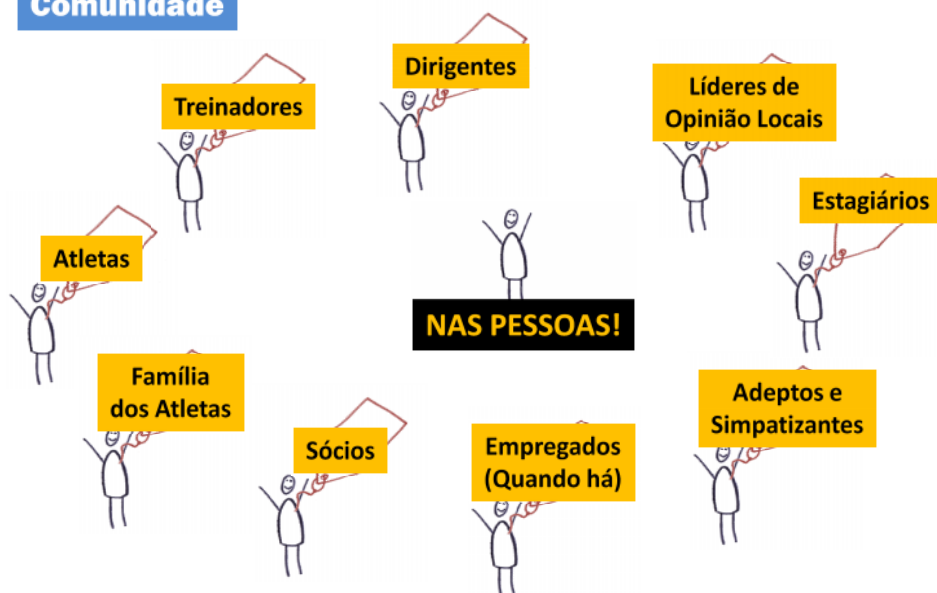 Comunidade
Dirigentes
Treinadores
Líderes de
Opinião Locais
Estagiários
Atletas
NAS PESSOAS!
Família
dos Atletas
Adeptos e
Simpatizantes
Sócios
Empregados
(Quando há)